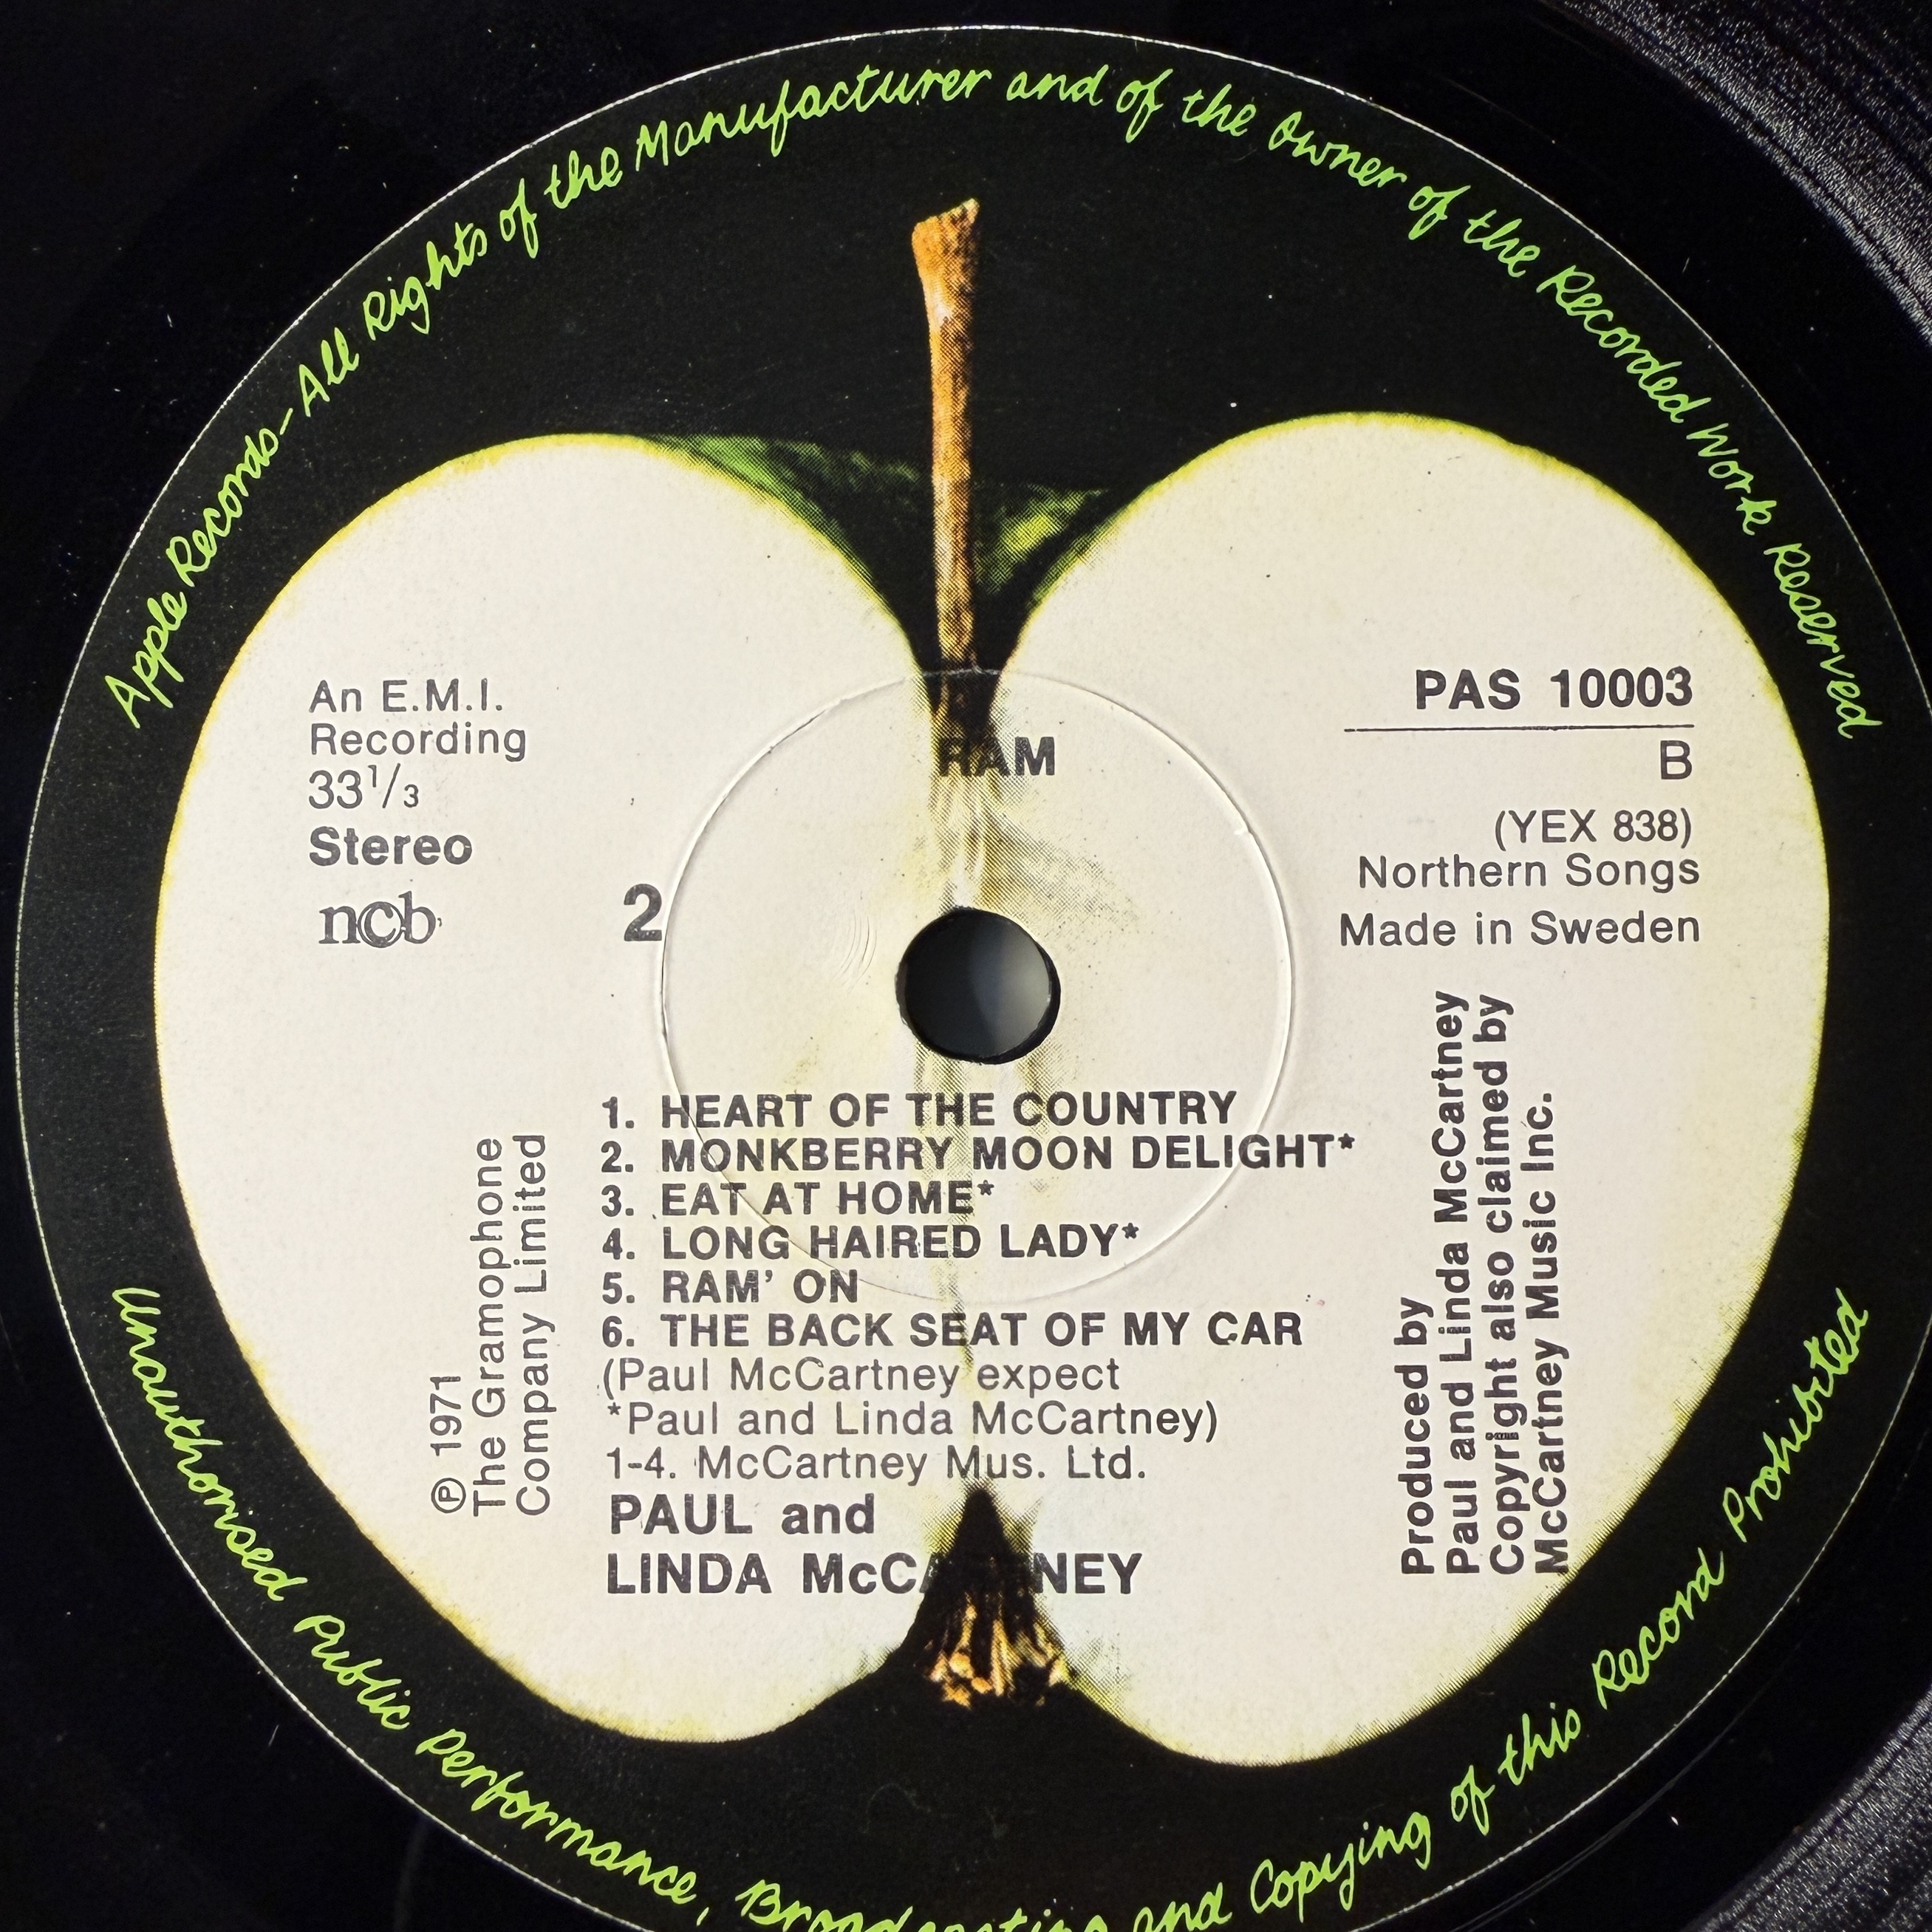 Apple Records–All Rights of the Manufacturer and of the Owner of the Recorded Work Reserved
An E.M.I.
Recording
33 1/3
Stereo
ncb
2
RAM
PAS 10003
B
(YEX 838)
Northern Songs
Made in Sweden
1. HEART OF THE COUNTRY
2. MONKBERRY MOON DELIGHT*
3. EAT AT HOME*
4. LONG HAIRED LADY*
5. RAM' ON
6. THE BACK SEAT OF MY CAR
(Paul McCartney expect
*Paul and Linda McCartney)
1-4. McCartney Mus. Ltd.
PAUL and
LINDA McCARTNEY
℗ 1971
The Gramophone
Company Limited
Produced by
Paul and Linda McCartney
Copyright also claimed by
McCartney Music Inc.
Unauthorised Public Performance, Broadcasting and Copying of this Record Prohibited